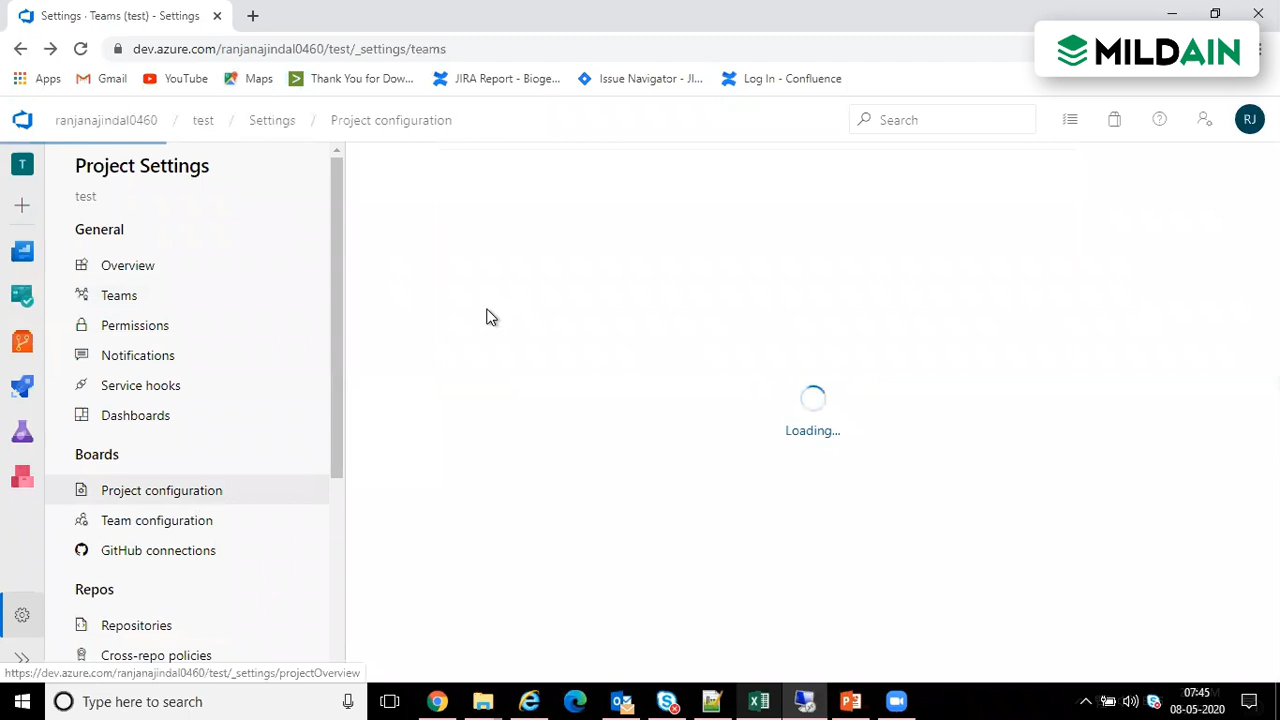 Settings · Teams (test) - Settings
dev.azure.com/ranjanajindal0460/test/_settings/teams
MILDAIN
Apps
Gmail
YouTube
Maps
Thank You for Dow...
JIRA Report - Bioge...
Issue Navigator - JI...
Log In - Confluence
ranjanajindal0460 / test / Settings / Project configuration
Search
RJ
T
Project Settings
test
General
Overview
Teams
Permissions
Notifications
Service hooks
Dashboards
Boards
Project configuration
Team configuration
GitHub connections
Repos
Repositories
Cross-repo policies
Loading...
https://dev.azure.com/ranjanajindal0460/test/_settings/projectOverview
Type here to search
07:45
08-05-2020